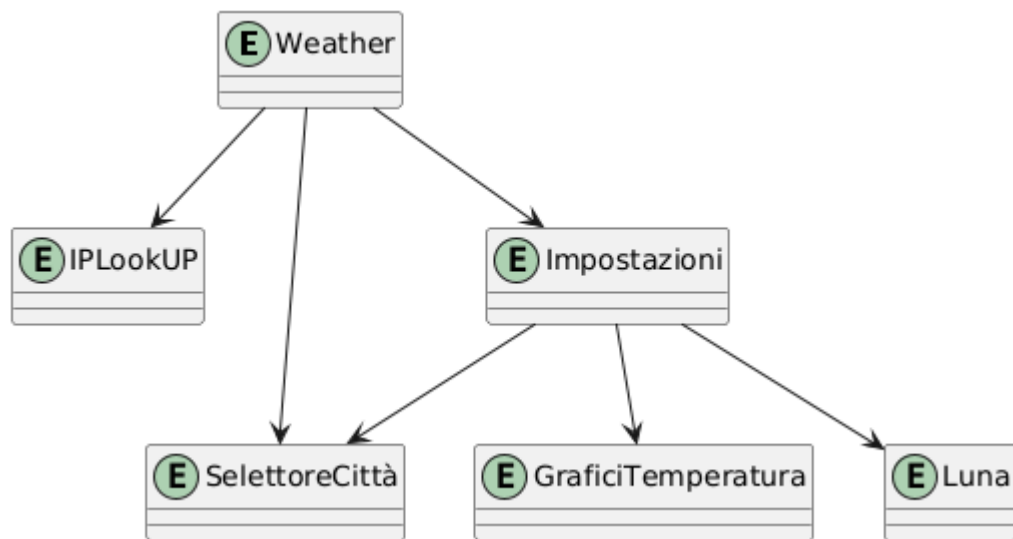 E Weather
E IPLookUP
E Impostazioni
E SelettoreCittà
E GraficiTemperatura
E Luna